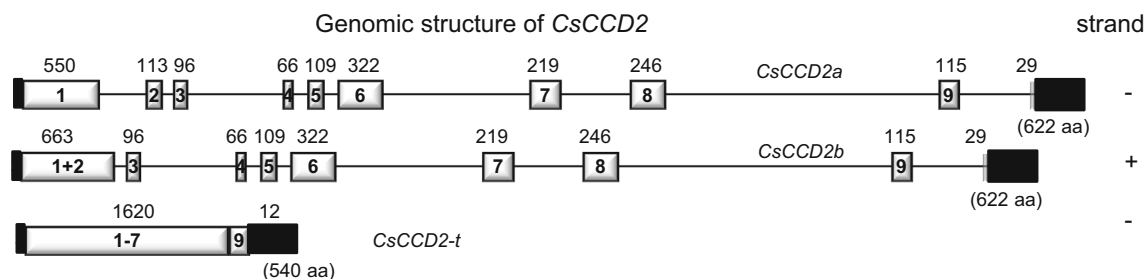 Genomic structure of CsCCD2 strand
550 113 96 66 109 322 219 246 CsCCD2a 115 29
1 2 3 4 5 6 7 8 9 -
(622 aa)
663 96 66 109 322 219 246 CsCCD2b 115 29
1+2 3 4 5 6 7 8 9 +
(622 aa)
1620 12 -
1-7 9 CsCCD2-t
(540 aa)